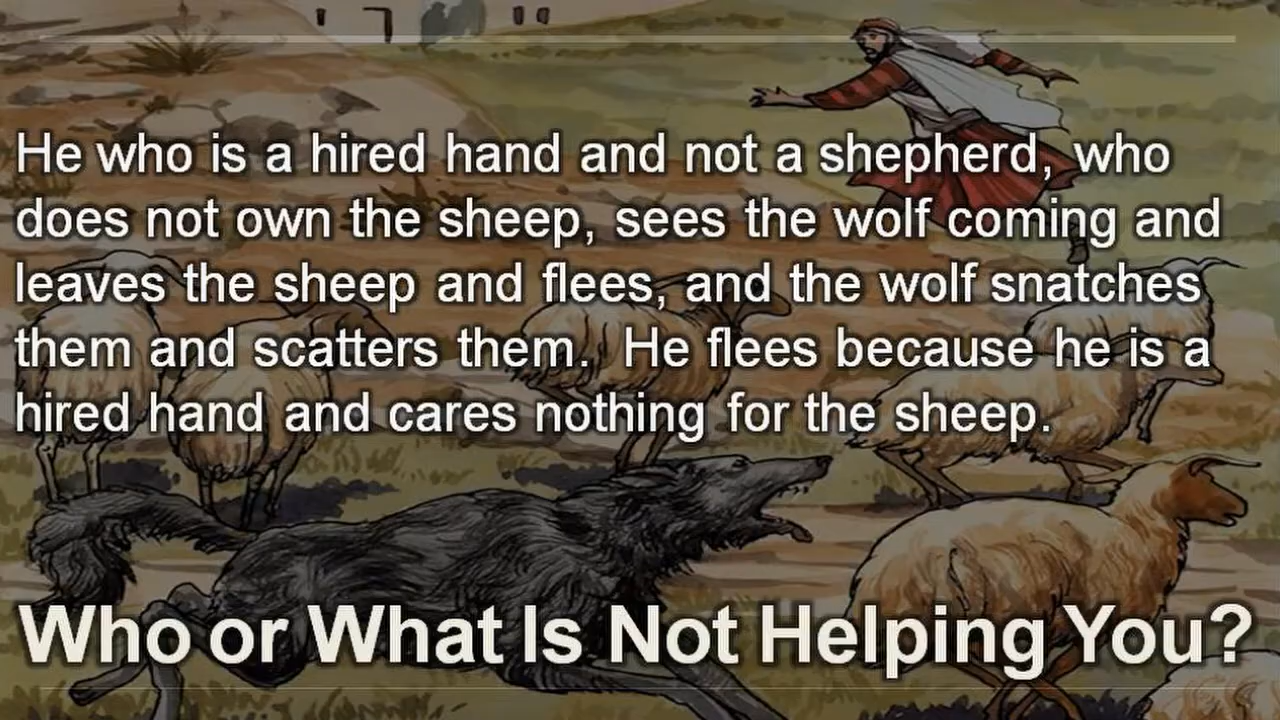 He who is a hired hand and not a shepherd, who
does not own the sheep, sees the wolf coming and
leaves the sheep and flees, and the wolf snatches
them and scatters them.  He flees because he is a
hired hand and cares nothing for the sheep.
Who or What Is Not Helping You?